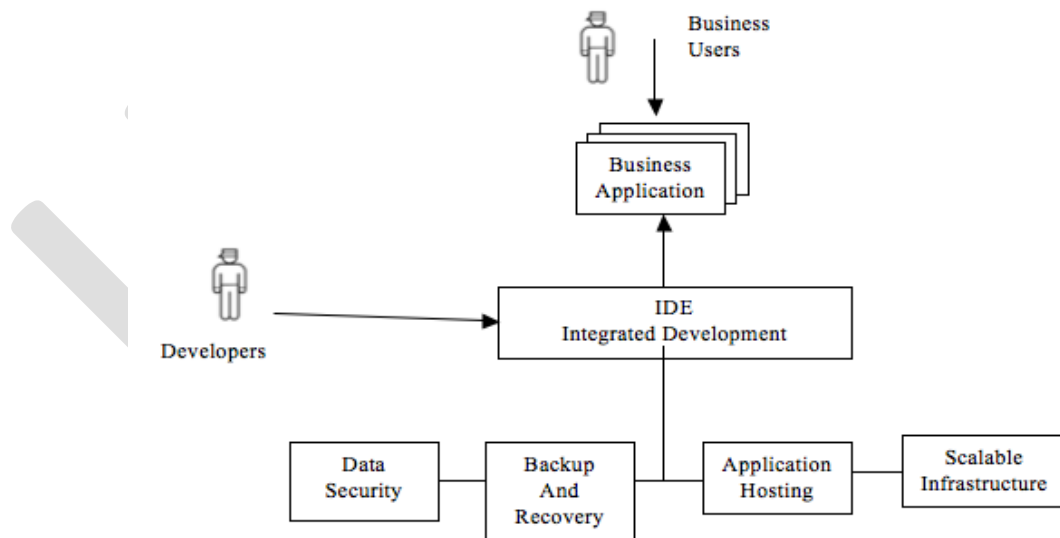 Business
Users
Business
Application
IDE
Integrated Development
Developers
Data
Security
Backup
And
Recovery
Application
Hosting
Scalable
Infrastructure